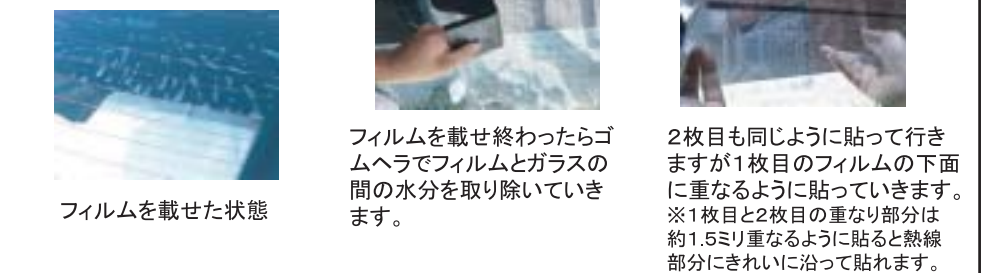 フィルムを載せた状態
フィルムを載せ終わったらゴ
ムヘラでフィルムとガラスの
間の水分を取り除いていき
ます。
2枚目も同じように貼って行き
ますが1枚目のフィルムの下面
に重なるように貼っていきます。
※1枚目と2枚目の重なり部分は
約1.5ミリ重なるように貼ると熱線
部分にきれいに沿って貼れます。